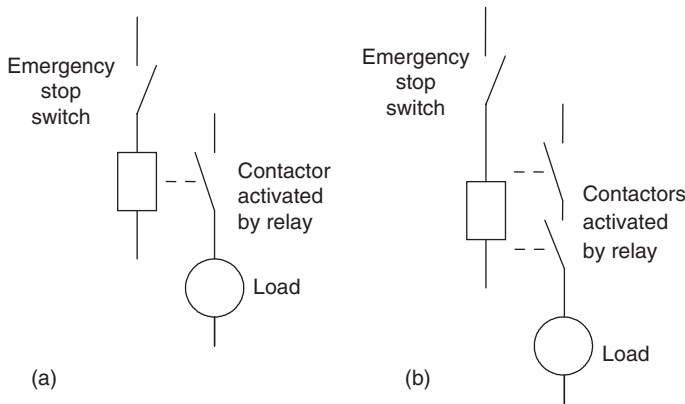 Emergency
stop
switch
Contactor
activated
by relay
Load
(a)
Emergency
stop
switch
Contactors
activated
by relay
Load
(b)